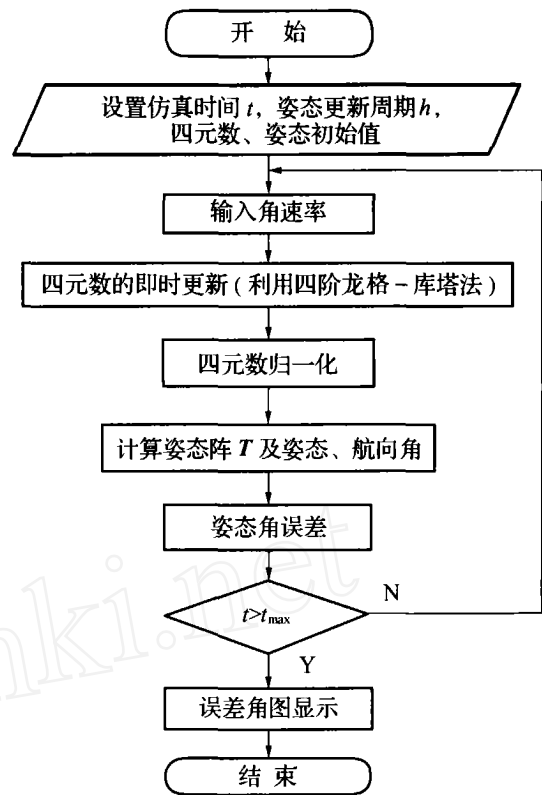 开 始
设置仿真时间 t，姿态更新周期 h，
四元数、姿态初始值
输入角速率
四元数的即时更新（利用四阶龙格－库塔法）
四元数归一化
计算姿态阵 T 及姿态、航向角
姿态角误差
t>tmax
N
Y
误差角图显示
结 束
nki.net